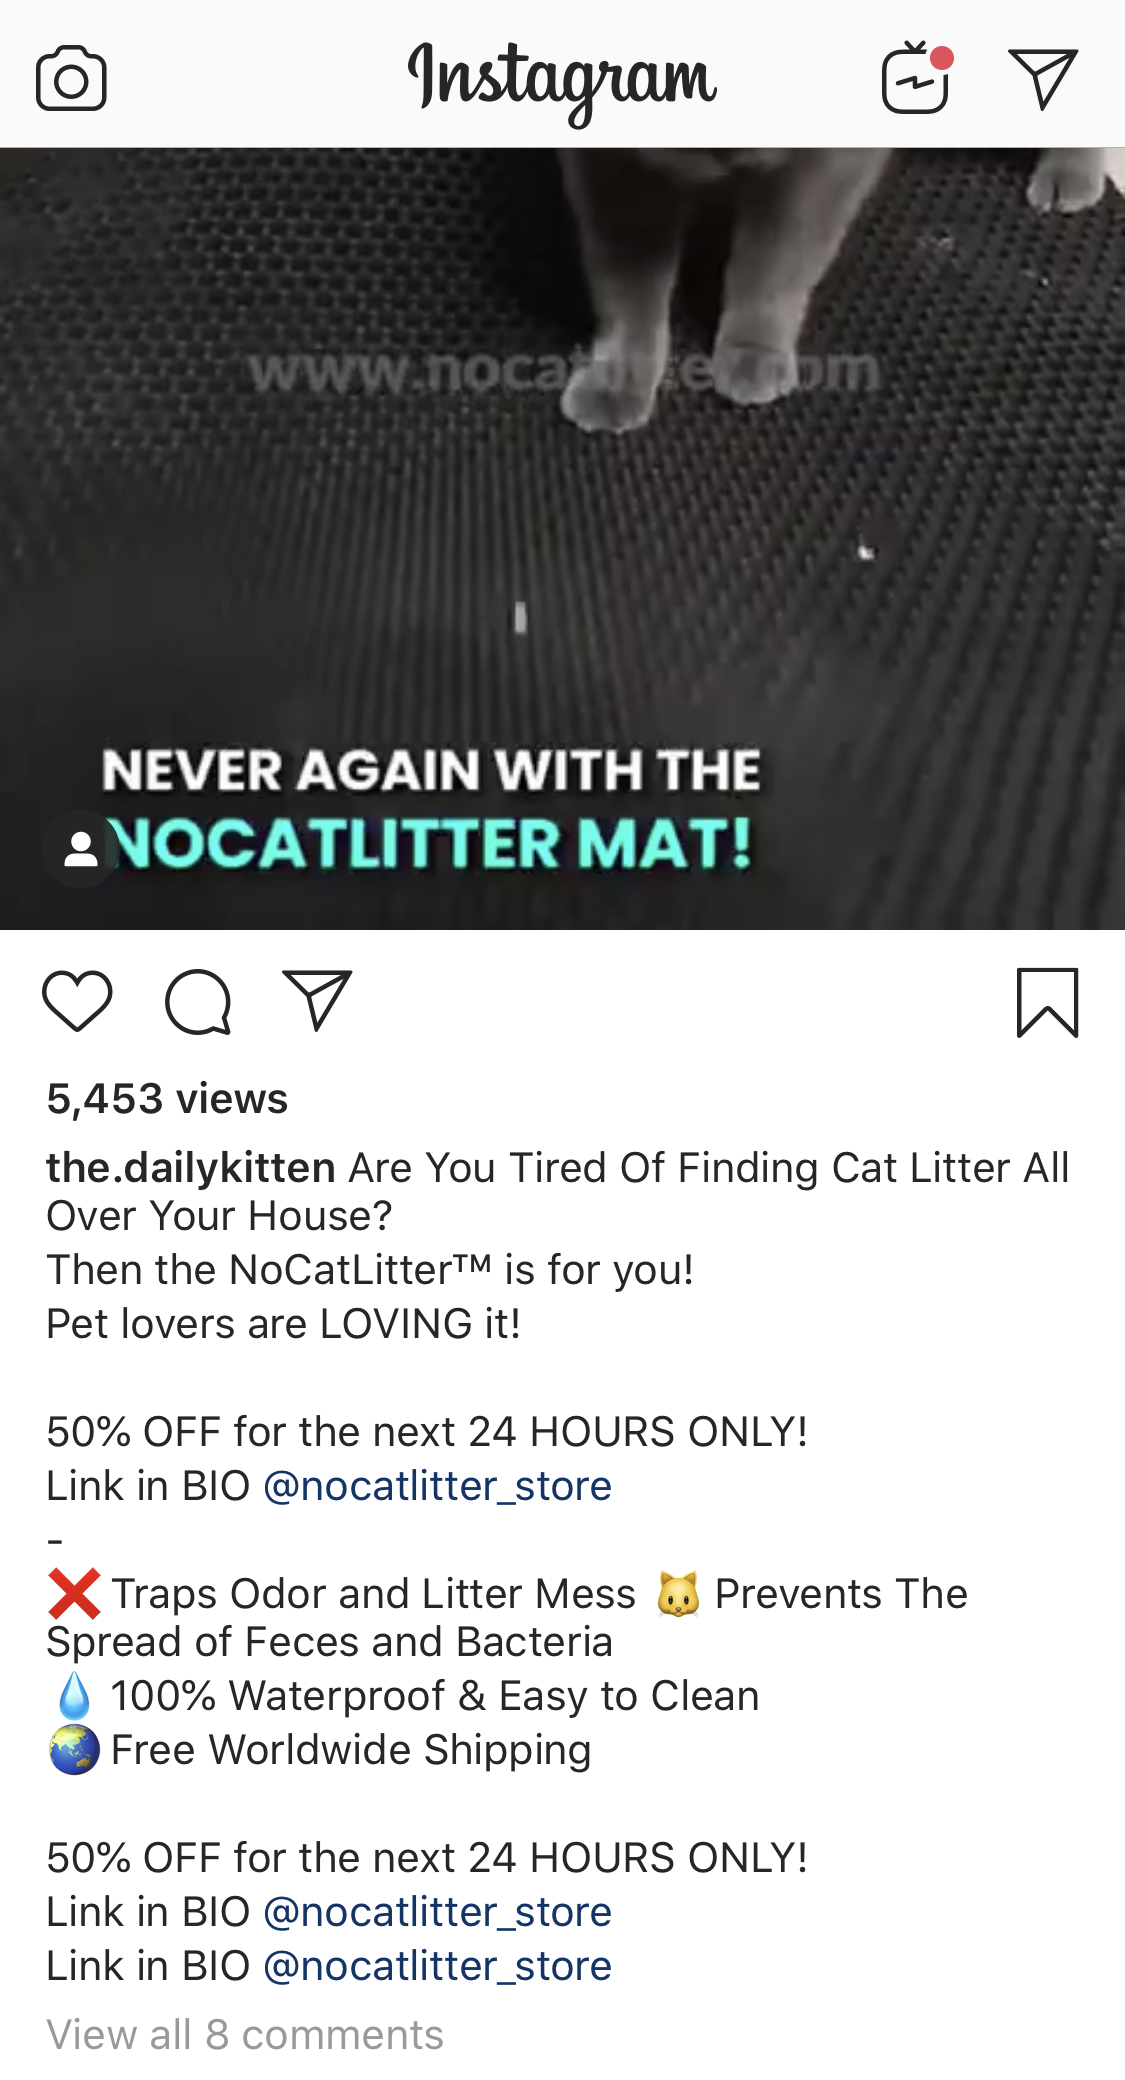 Instagram
www.nocatlitter.com
NEVER AGAIN WITH THE
NOCATLITTER MAT!
5,453 views
the.dailykitten Are You Tired Of Finding Cat Litter All
Over Your House?
Then the NoCatLitter™ is for you!
Pet lovers are LOVING it!
50% OFF for the next 24 HOURS ONLY!
Link in BIO @nocatlitter_store
-
❌ Traps Odor and Litter Mess 🐱 Prevents The
Spread of Feces and Bacteria
💧 100% Waterproof & Easy to Clean
🌏 Free Worldwide Shipping
50% OFF for the next 24 HOURS ONLY!
Link in BIO @nocatlitter_store
Link in BIO @nocatlitter_store
View all 8 comments